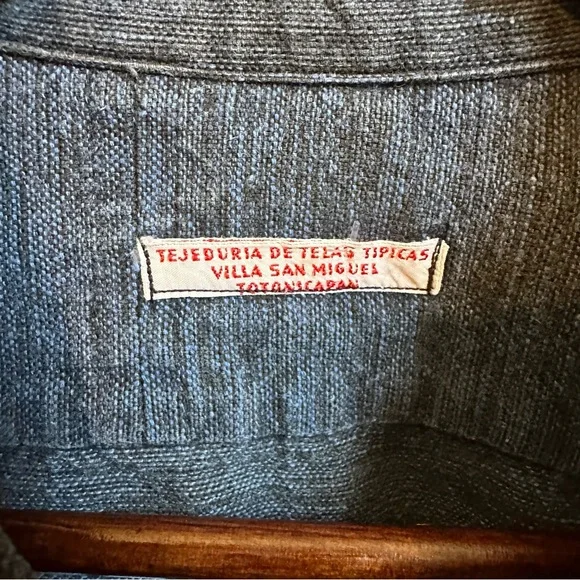 TEJEDURIA DE TELAS TIPICAS
VILLA SAN MIGUEL
TOTONICAPAN